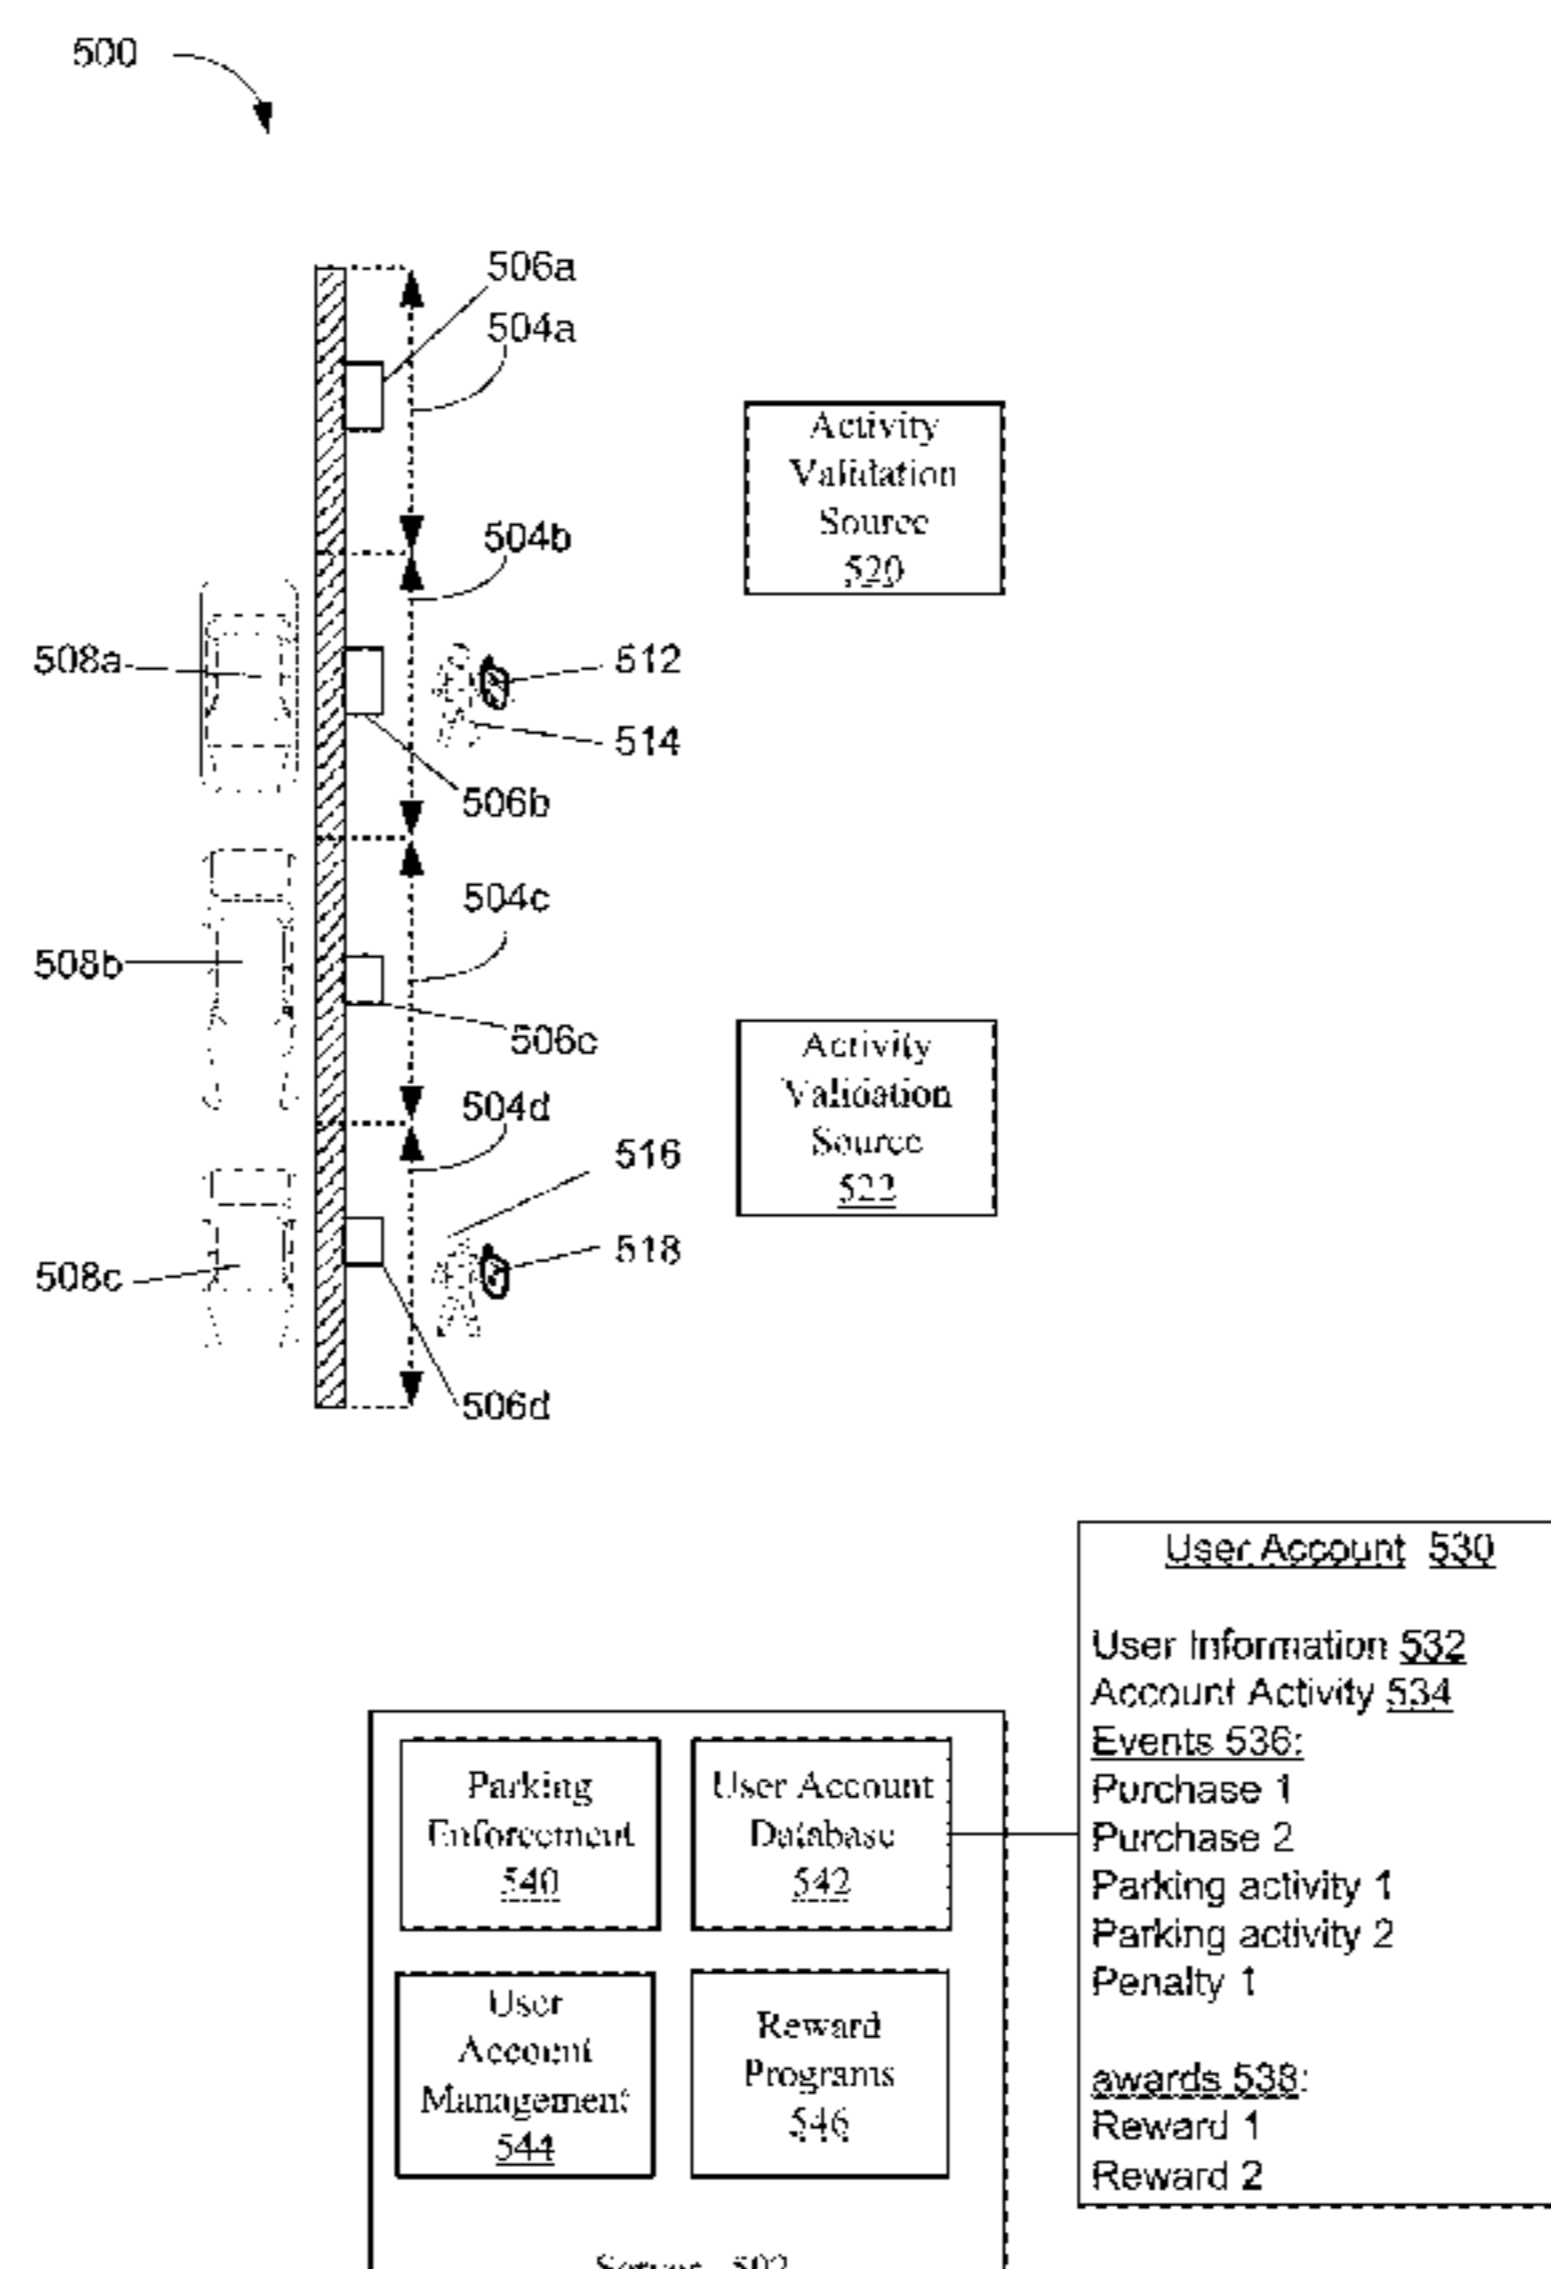 500
506a
504a
Activity
Validation
Source
520
504b
508a
512
514
506b
504c
508b
506c
Activity
Validation
Source
522
504d
516
518
508c
506d
User Account 530
User Information 532
Account Activity 534
Events 536:
Purchase 1
Purchase 2
Parking activity 1
Parking activity 2
Penalty 1
awards 538:
Reward 1
Reward 2
Parking
Enforcement
540
User Account
Database
542
User
Account
Management
544
Reward
Programs
546
Server 502